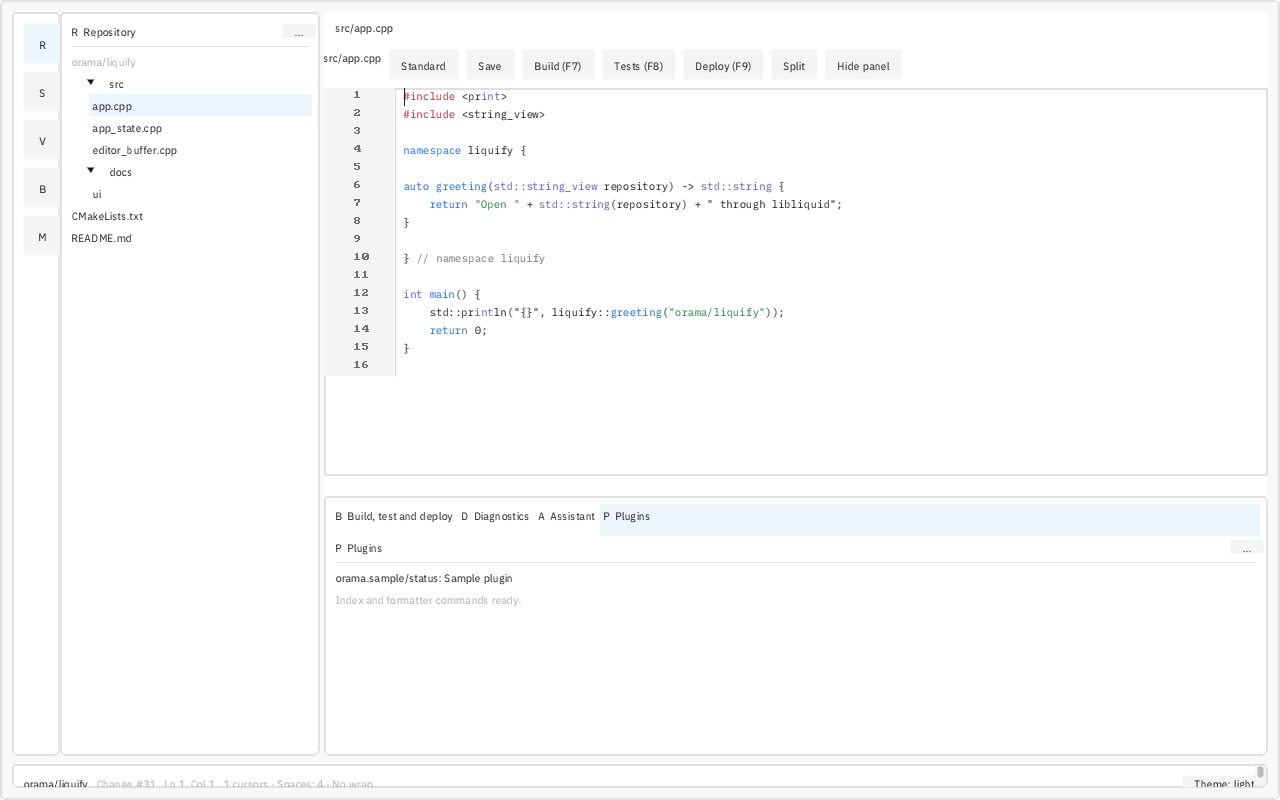 R
S
V
B
M
R Repository
...
orama/liquify
src
app.cpp
app_state.cpp
editor_buffer.cpp
docs
ui
CMakeLists.txt
README.md
src/app.cpp
src/app.cpp Standard Save Build (F7) Tests (F8) Deploy (F9) Split Hide panel
1 #include <print>
2 #include <string_view>
3
4 namespace liquify {
5
6 auto greeting(std::string_view repository) -> std::string {
7 return "Open " + std::string(repository) + " through libliquid";
8 }
9
10 } // namespace liquify
11
12 int main() {
13 std::println("{}", liquify::greeting("orama/liquify"));
14 return 0;
15 }
16
B Build, test and deploy D Diagnostics A Assistant P Plugins
P Plugins ...
orama.sample/status: Sample plugin
Index and formatter commands ready.
orama/liquify Change #31 Ln 1, Col 1 1 cursors · Spaces: 4 · No wrap Theme: light